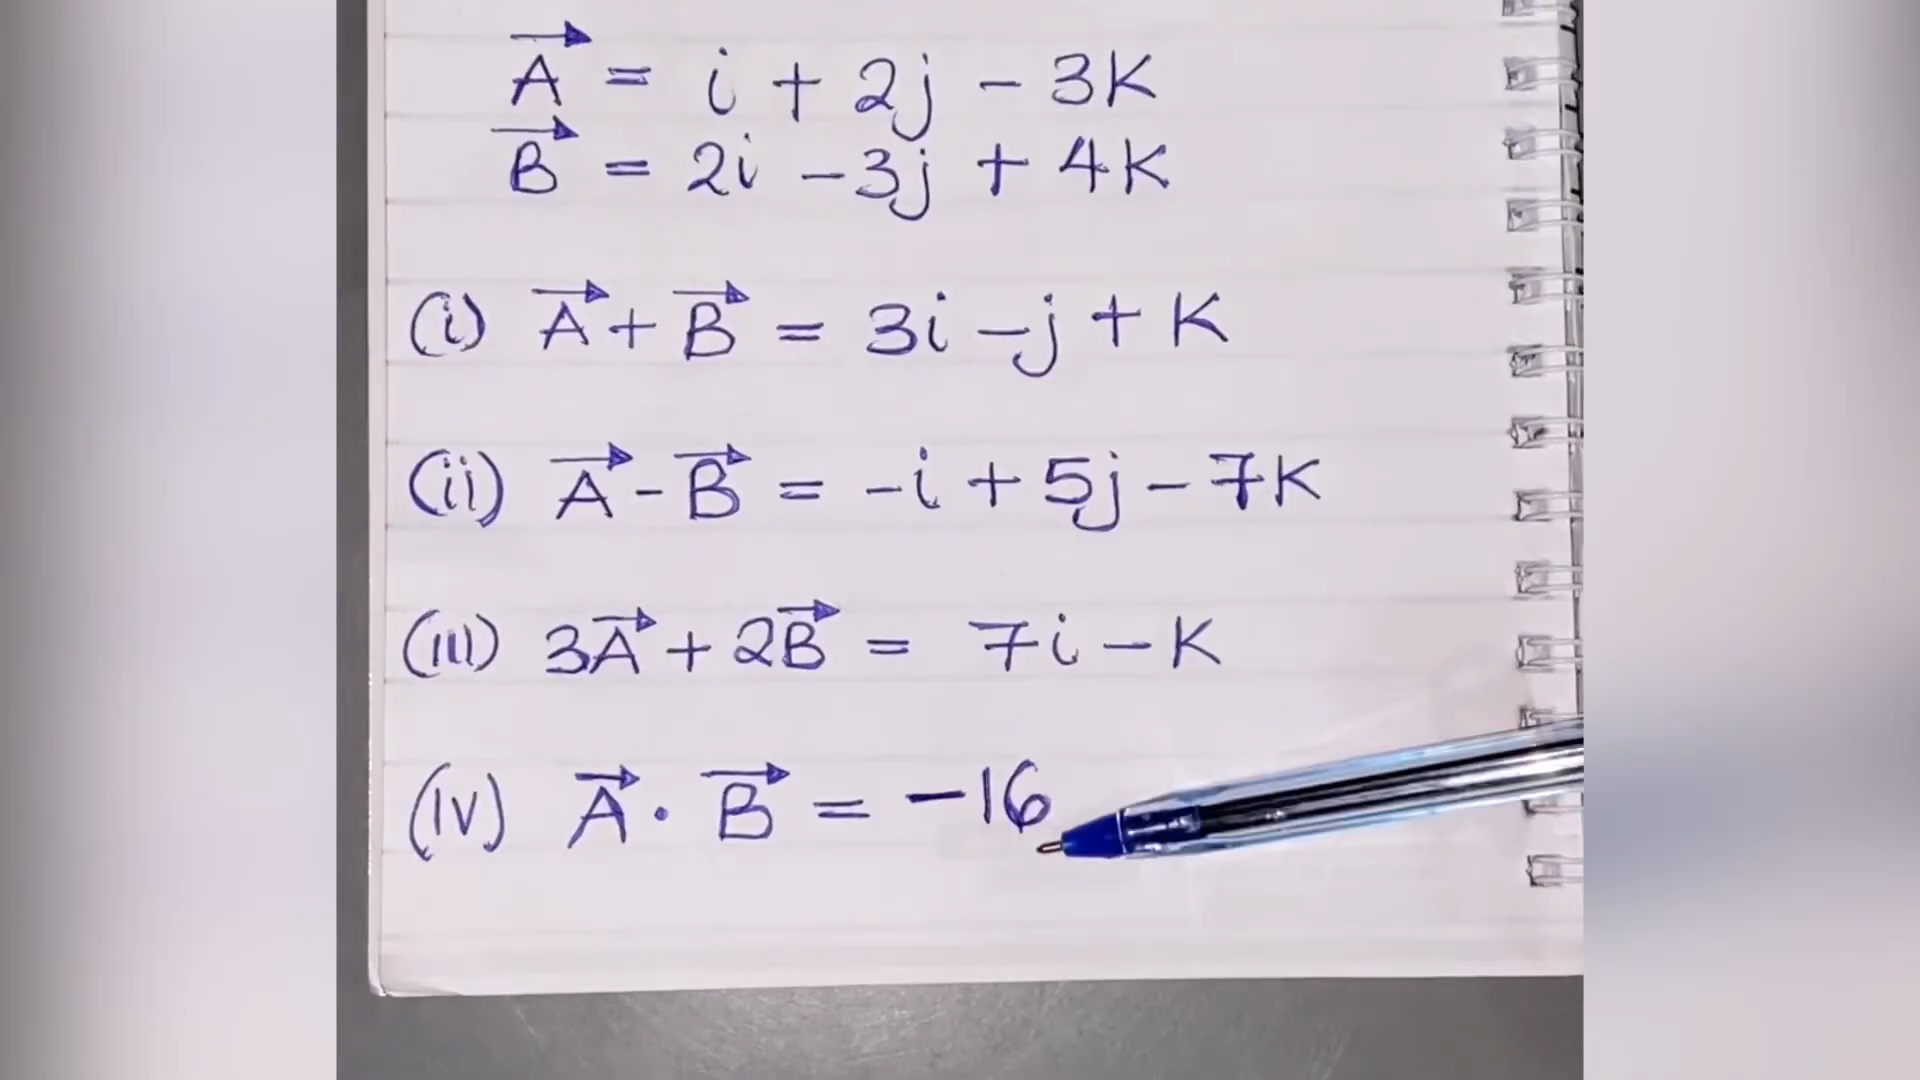 A⃗ = i + 2j - 3K
B⃗ = 2i - 3j + 4K
(i) A⃗ + B⃗ = 3i - j + K
(ii) A⃗ - B⃗ = -i + 5j - 7K
(iii) 3A⃗ + 2B⃗ = 7i - K
(iv) A⃗ · B⃗ = -16